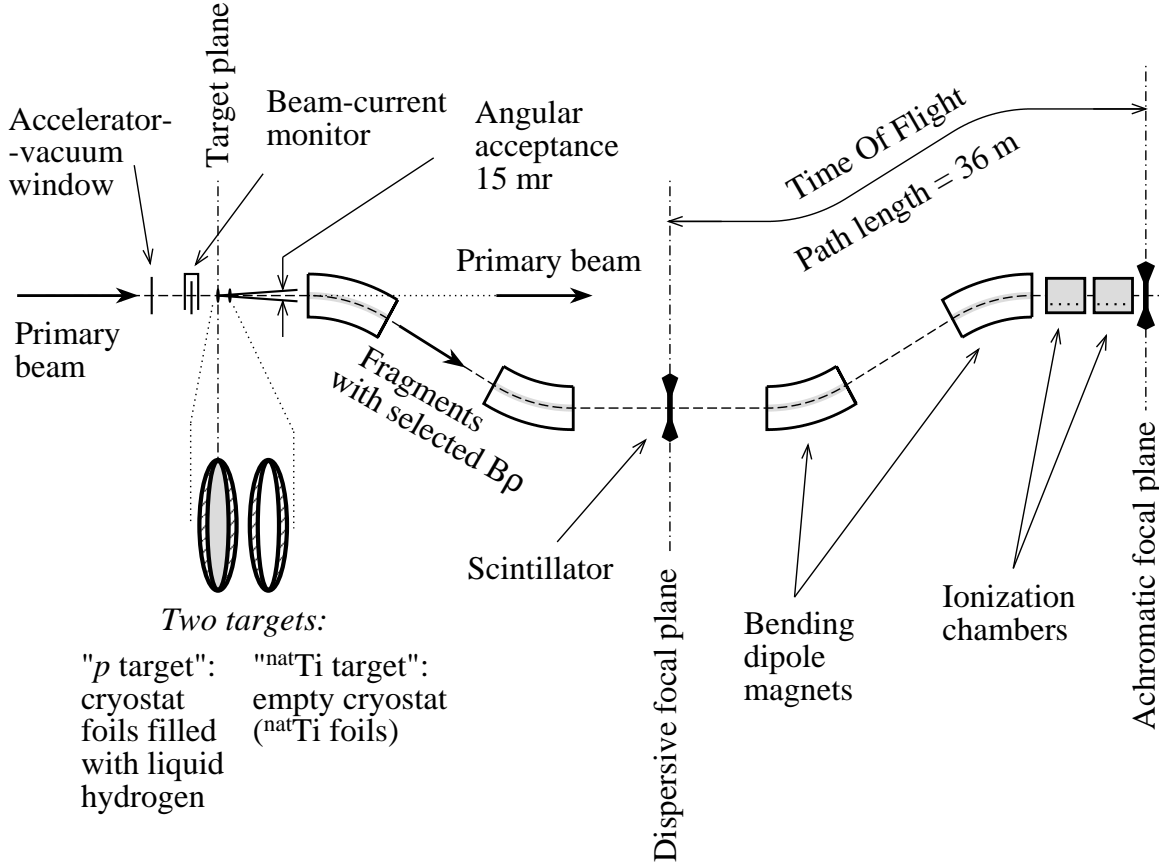 Target plane
Accelerator-
-vacuum
window
Beam-current
monitor
Angular
acceptance
15 mr
Time Of Flight
Path length = 36 m
Primary beam
Primary
beam
Fragments
with selected Bρ
Scintillator
Dispersive focal plane
Bending
dipole
magnets
Ionization
chambers
Achromatic focal plane
Two targets:
"p target":
cryostat
foils filled
with liquid
hydrogen
"natTi target":
empty cryostat
(natTi foils)